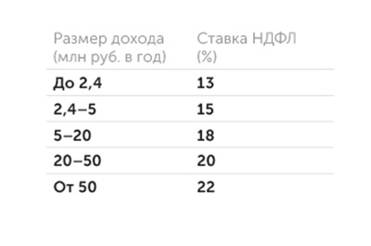 Размер дохода Ставка НДФЛ
(млн руб. в год) (%)
До 2,4 13
2,4–5 15
5–20 18
20–50 20
От 50 22